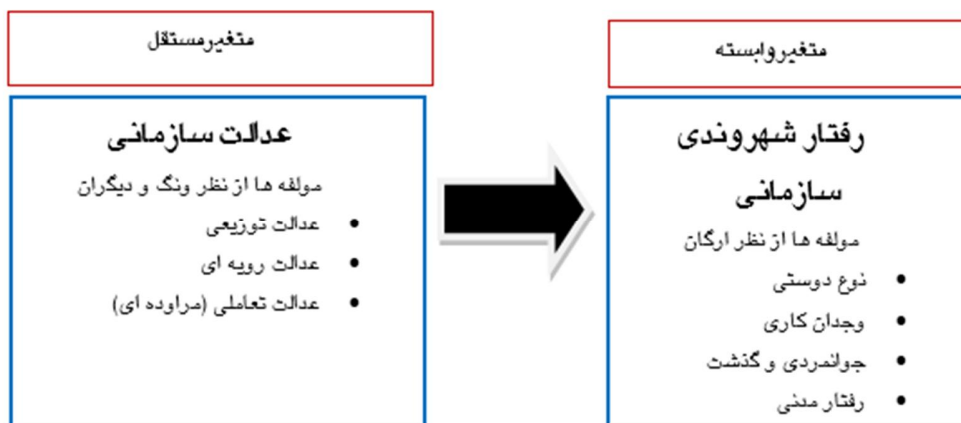 متغیرمستقل
عدالت سازمانی
مولفه ها از نظر ونگ و دیگران
• عدالت توزیعی
• عدالت رویه ای
• عدالت تعاملی (مراوده ای)
متغیروابسته
رفتار شهروندی
سازمانی
مولفه ها از نظر ارگان
• نوع دوستی
• وجدان کاری
• جوانمردی و گذشت
• رفتار مدنی